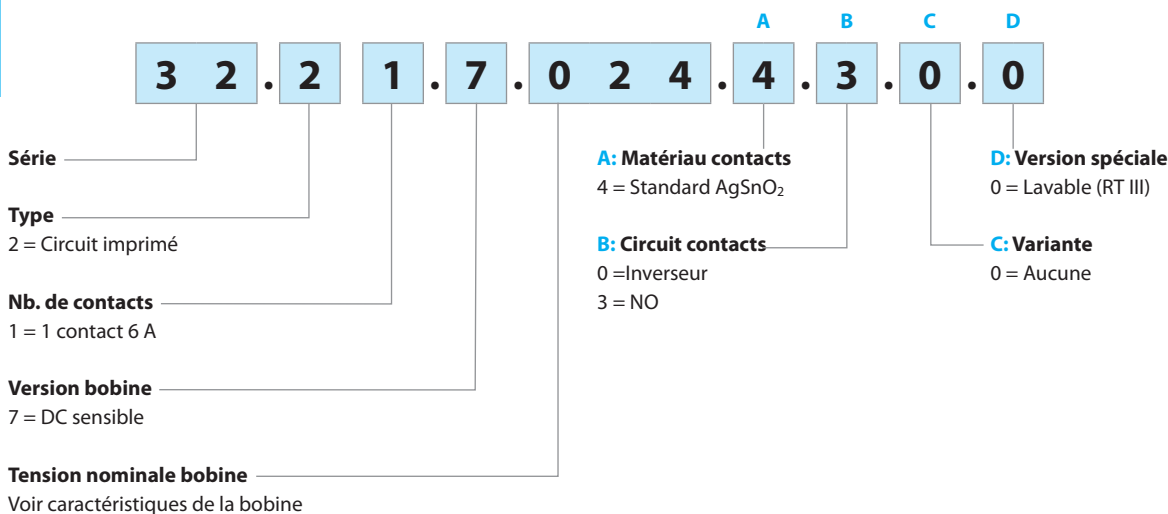 A B C D
3 2 . 2 1 . 7 . 0 2 4 . 4 . 3 . 0 . 0
Série
Type
2 = Circuit imprimé
Nb. de contacts
1 = 1 contact 6 A
Version bobine
7 = DC sensible
Tension nominale bobine
Voir caractéristiques de la bobine
A: Matériau contacts
4 = Standard AgSnO₂
B: Circuit contacts
0 =Inverseur
3 = NO
D: Version spéciale
0 = Lavable (RT III)
C: Variante
0 = Aucune